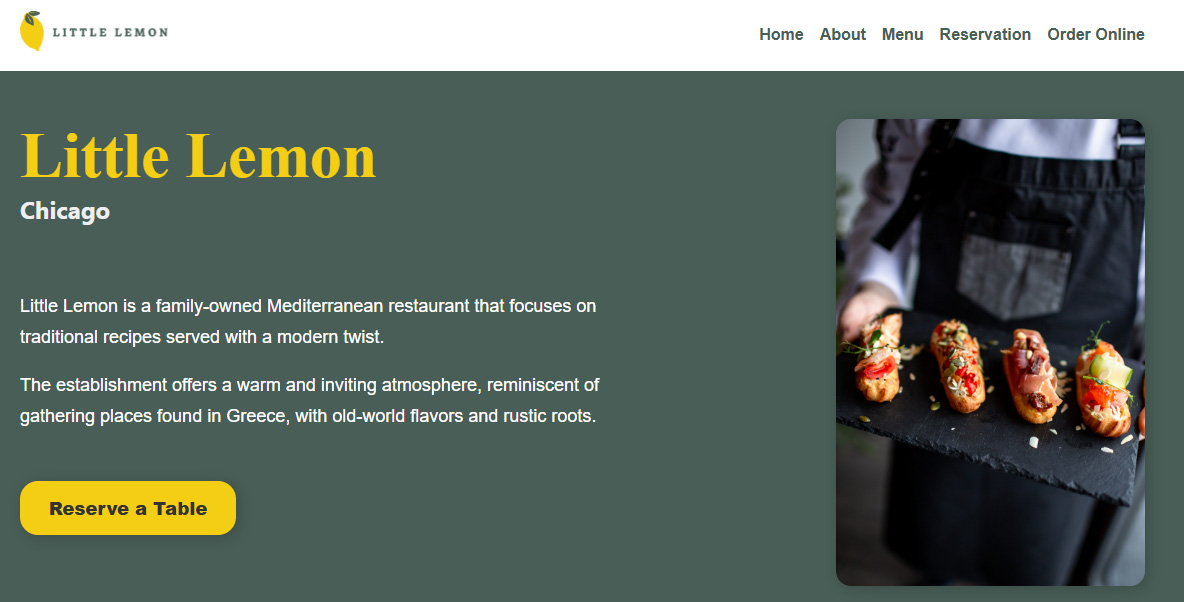 LITTLE LEMON
Home About Menu Reservation Order Online
Little Lemon
Chicago
Little Lemon is a family-owned Mediterranean restaurant that focuses on
traditional recipes served with a modern twist.
The establishment offers a warm and inviting atmosphere, reminiscent of
gathering places found in Greece, with old-world flavors and rustic roots.
Reserve a Table